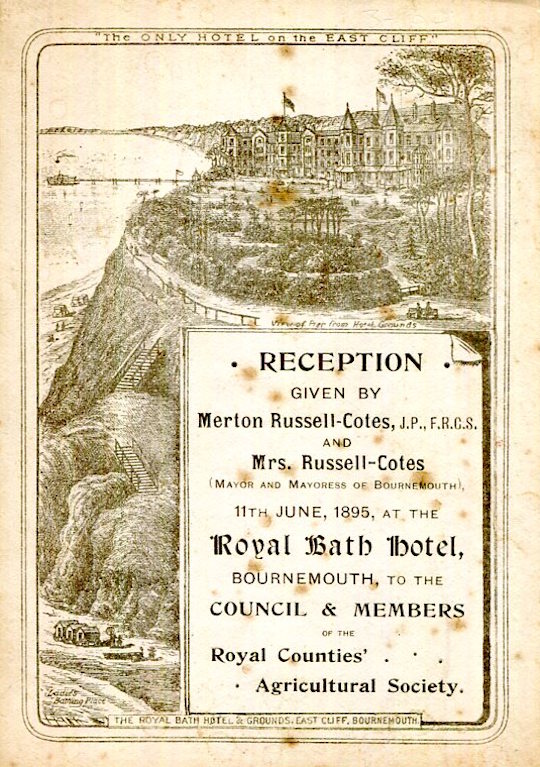 "The ONLY HOTEL on the EAST CLIFF"
View of Pier from Hotel Grounds
• RECEPTION •
GIVEN BY
Merton Russell-Cotes, J.P., F.R.G.S.
AND
Mrs. Russell-Cotes
(MAYOR AND MAYORESS OF BOURNEMOUTH),
11TH JUNE, 1895, AT THE
Royal Bath Hotel,
BOURNEMOUTH, TO THE
COUNCIL & MEMBERS
OF THE
Royal Counties' . · .
· Agricultural Society.
Ladies
Bathing Place
THE ROYAL BATH HOTEL & GROUNDS, EAST CLIFF, BOURNEMOUTH.